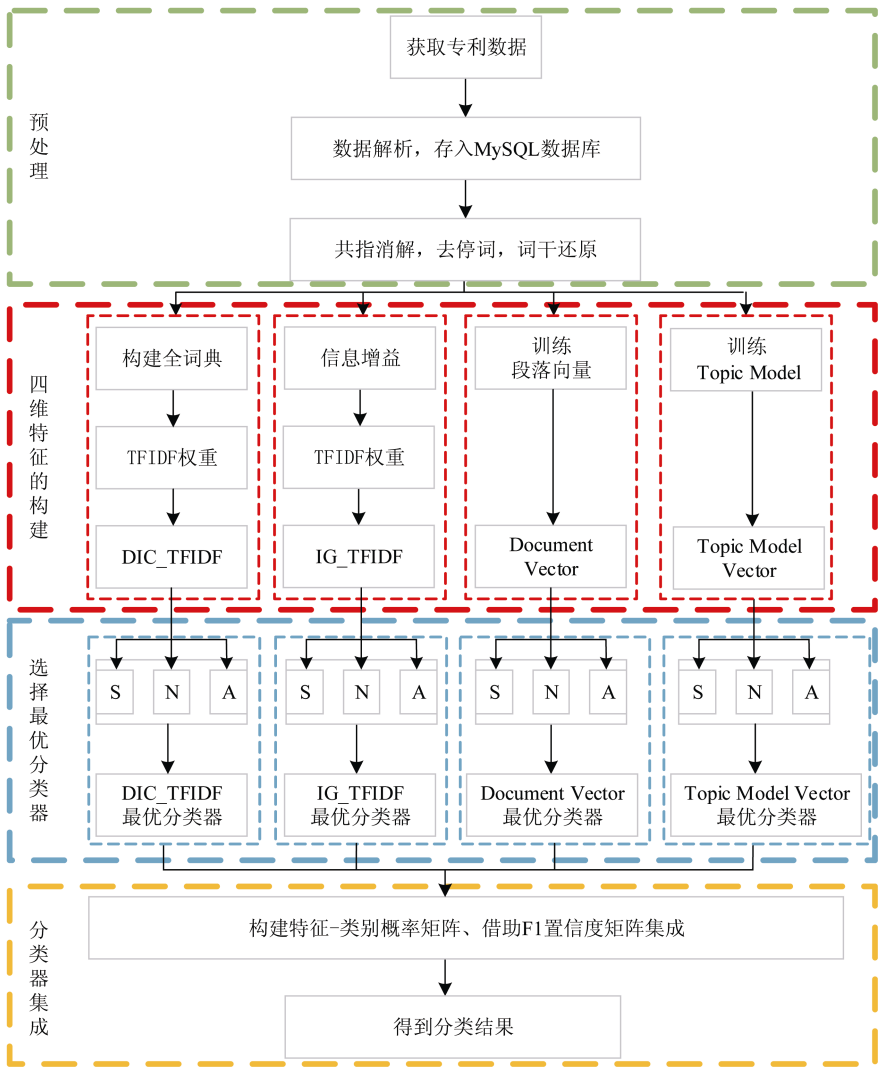 预处理
获取专利数据
数据解析，存入MySQL数据库
共指消解，去停词，词干还原
四维特征的构建
构建全词典
TFIDF权重
DIC_TFIDF
信息增益
TFIDF权重
IG_TFIDF
训练
段落向量
Document
Vector
训练
Topic Model
Topic Model
Vector
选择最优分类器
S N A
DIC_TFIDF
最优分类器
S N A
IG_TFIDF
最优分类器
S N A
Document Vector
最优分类器
S N A
Topic Model Vector
最优分类器
分类器集成
构建特征-类别概率矩阵、借助F1置信度矩阵集成
得到分类结果